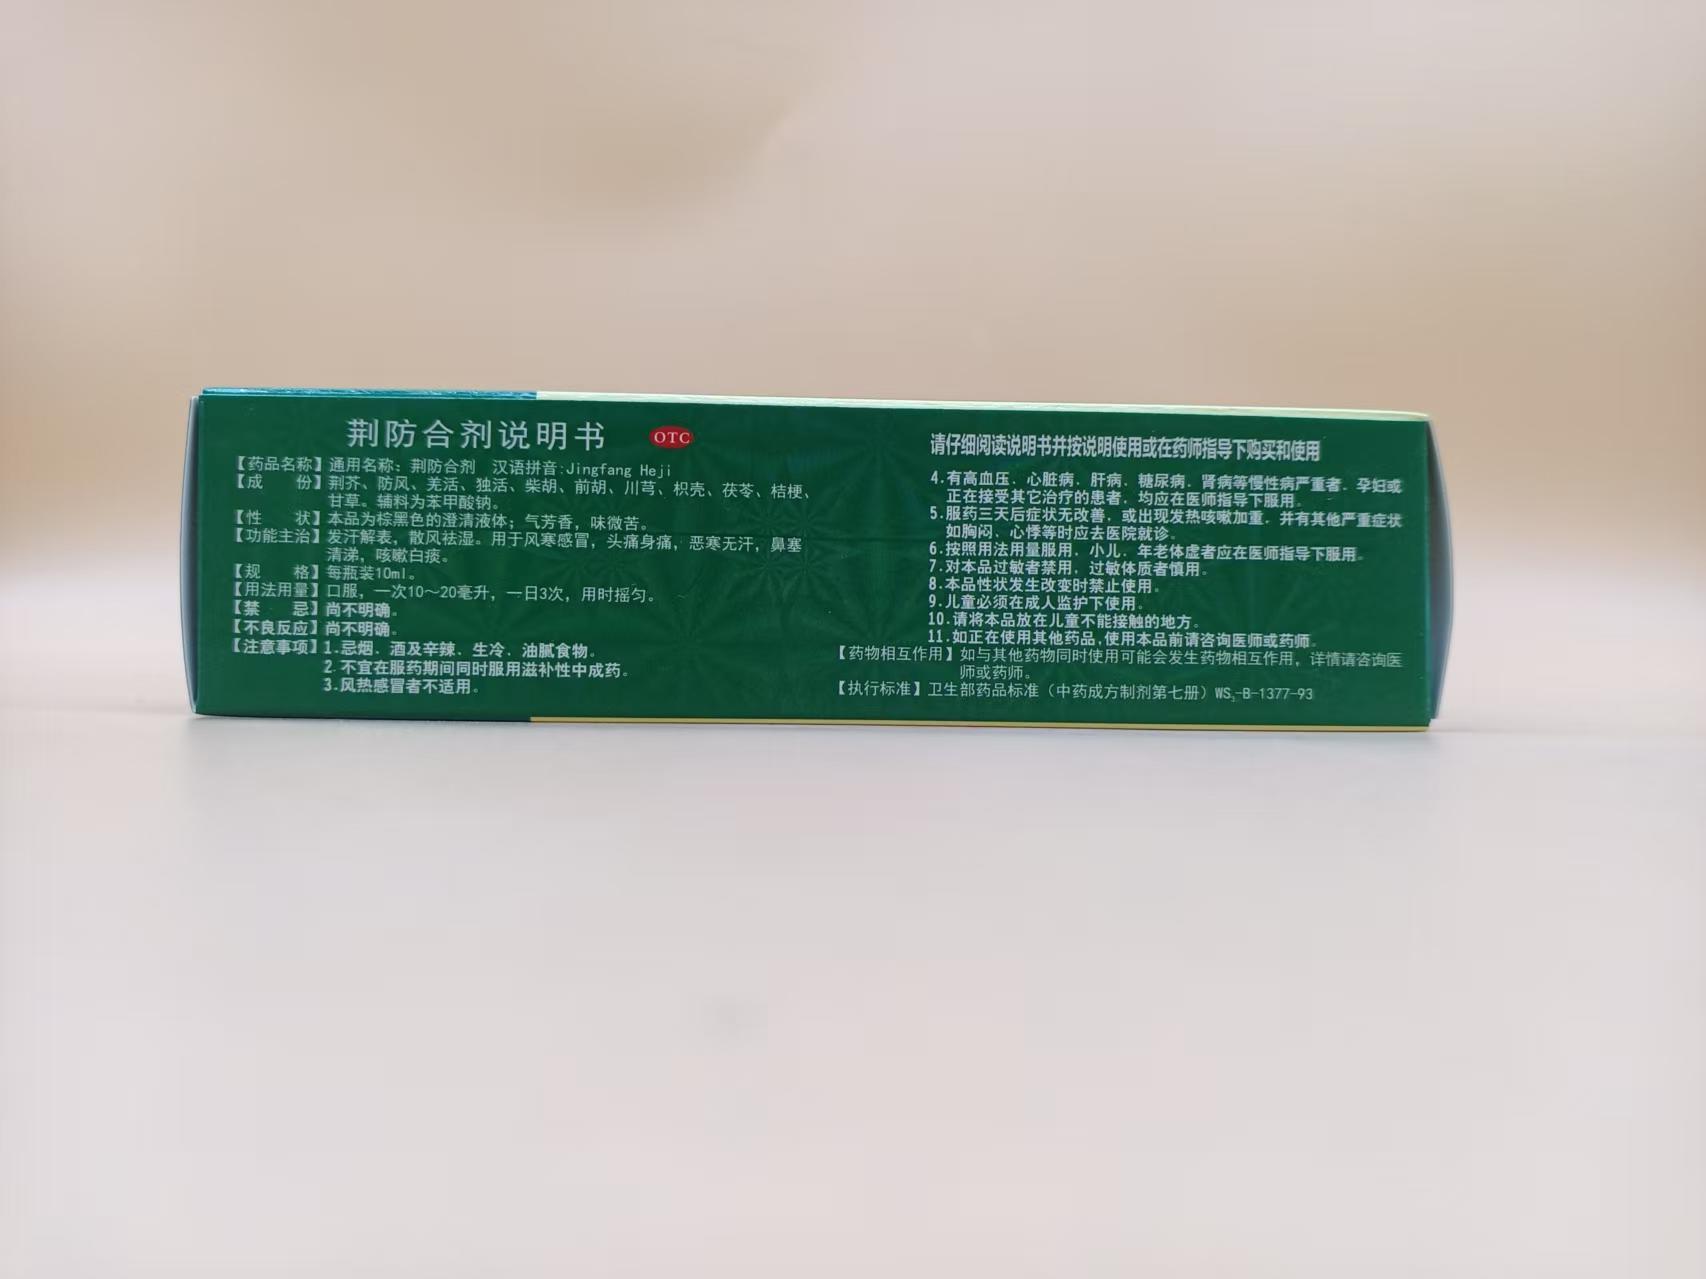 荆防合剂说明书 OTC
【药品名称】通用名称：荆防合剂 汉语拼音:Jingfang Heji
【成 份】荆芥、防风、羌活、独活、柴胡、前胡、川芎、枳壳、茯苓、桔梗、
甘草。辅料为苯甲酸钠。
【性 状】本品为棕黑色的澄清液体；气芳香，味微苦。
【功能主治】发汗解表，散风祛湿。用于风寒感冒，头痛身痛，恶寒无汗，鼻塞
清涕，咳嗽白痰。
【规 格】每瓶装10ml。
【用法用量】口服，一次10～20毫升，一日3次，用时摇匀。
【禁 忌】尚不明确。
【不良反应】尚不明确。
【注意事项】1.忌烟、酒及辛辣、生冷、油腻食物。
2.不宜在服药期间同时服用滋补性中成药。
3.风热感冒者不适用。
请仔细阅读说明书并按说明使用或在药师指导下购买和使用
4.有高血压、心脏病、肝病、糖尿病、肾病等慢性病严重者、孕妇或
正在接受其它治疗的患者，均应在医师指导下服用。
5.服药三天后症状无改善，或出现发热咳嗽加重，并有其他严重症状
如胸闷、心悸等时应去医院就诊。
6.按照用法用量服用，小儿、年老体虚者应在医师指导下服用。
7.对本品过敏者禁用，过敏体质者慎用。
8.本品性状发生改变时禁止使用。
9.儿童必须在成人监护下使用。
10.请将本品放在儿童不能接触的地方。
11.如正在使用其他药品,使用本品前请咨询医师或药师。
【药物相互作用】如与其他药物同时使用可能会发生药物相互作用，详情请咨询医
师或药师。
【执行标准】卫生部药品标准（中药成方制剂第七册）WS₃-B-1377-93